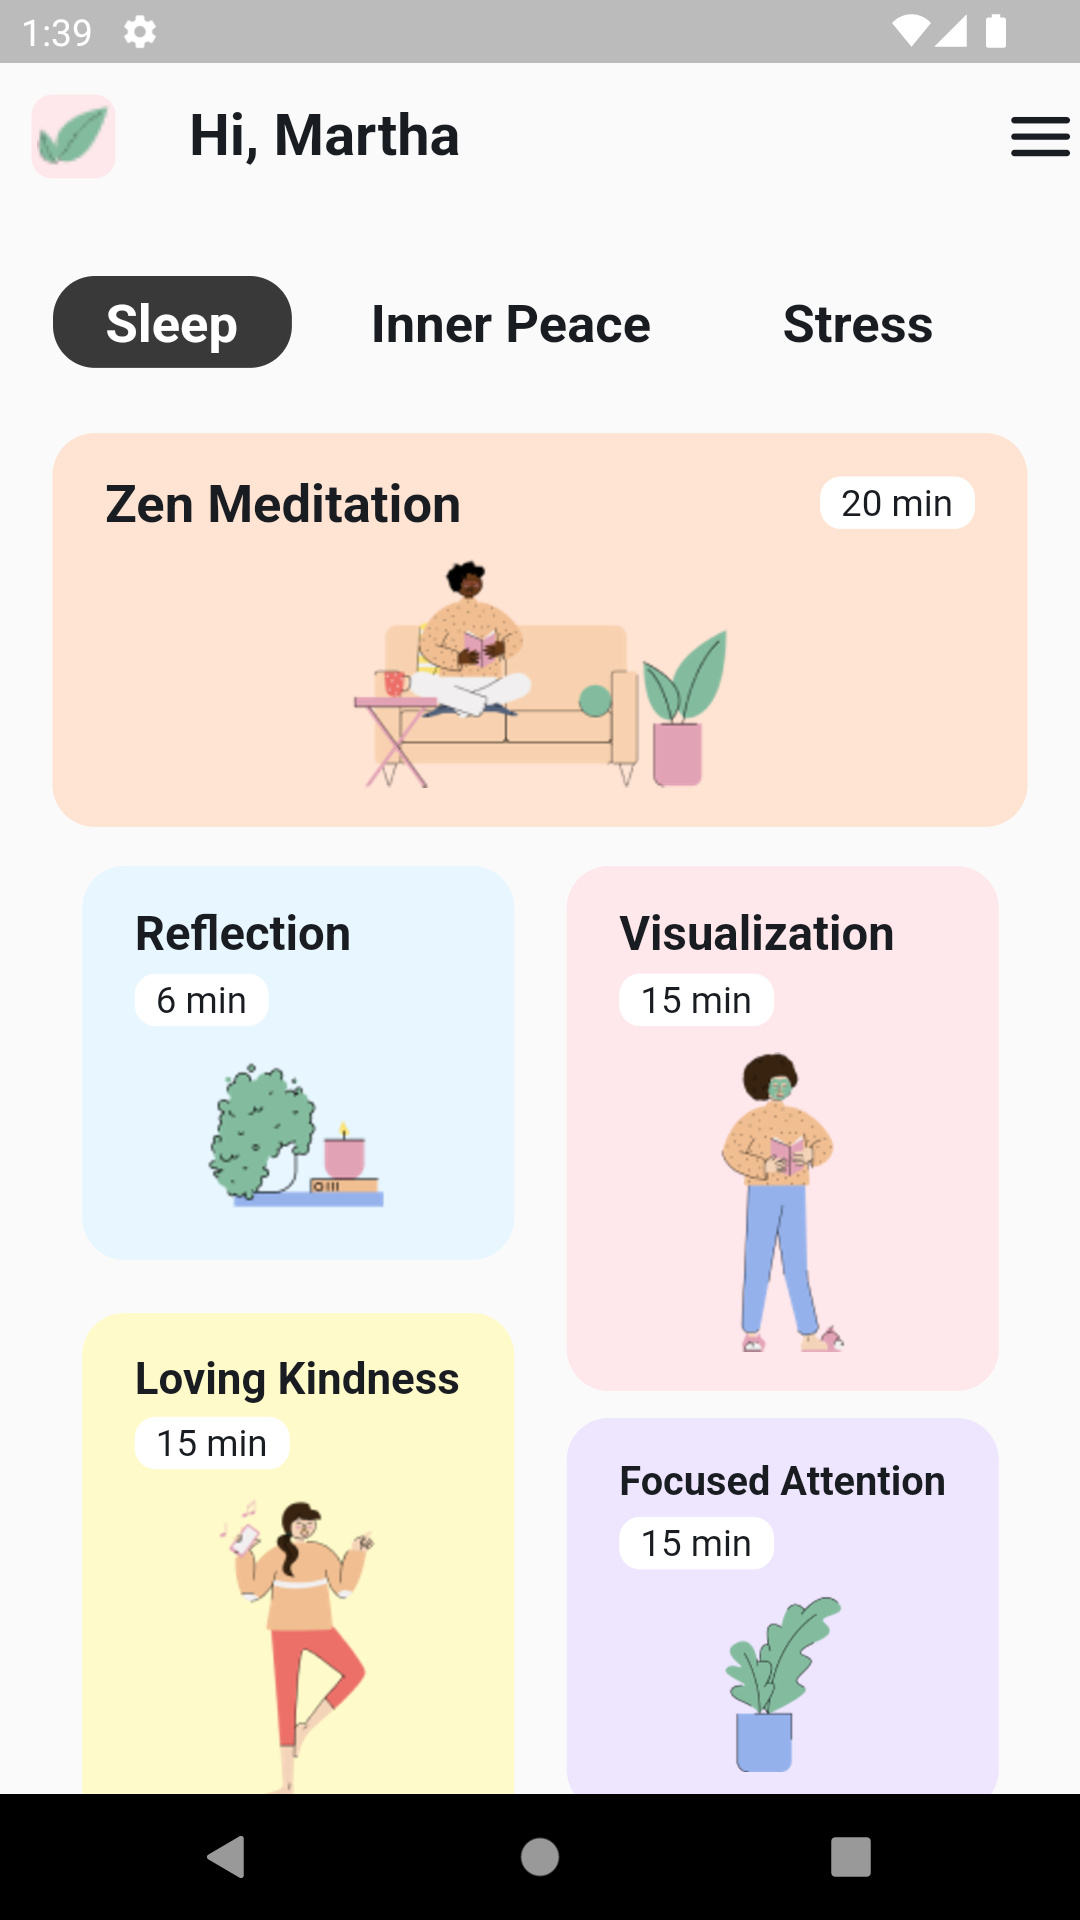 1:39
Hi, Martha
Sleep
Inner Peace
Stress
Zen Meditation
20 min
Reflection
6 min
Visualization
15 min
Loving Kindness
15 min
Focused Attention
15 min